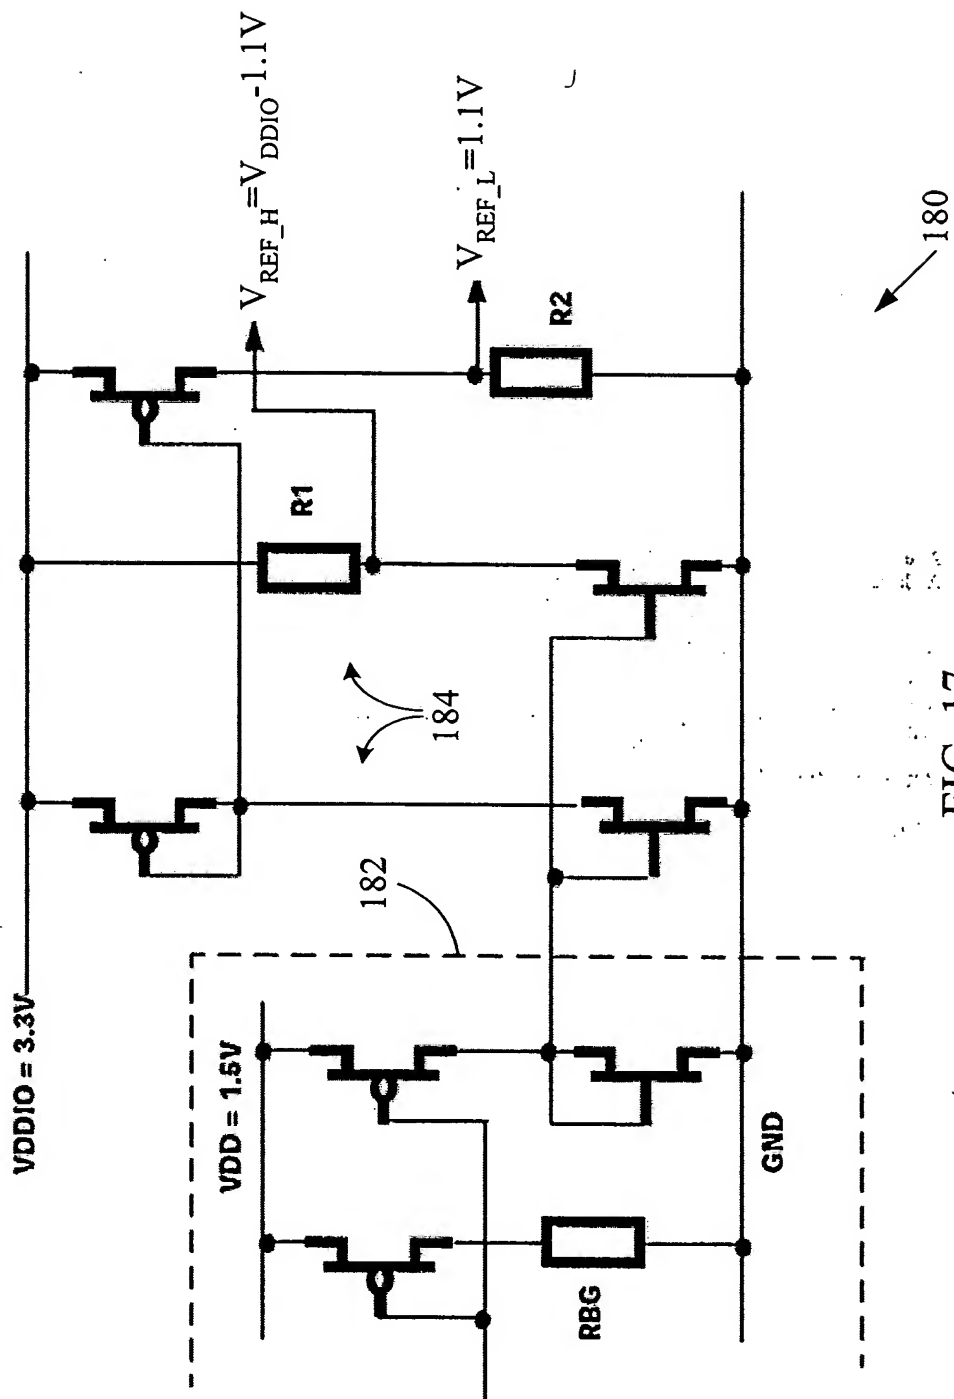 VDDIO = 3.3V
VDD = 1.5V
RBG
GND
182
184
R1
R2
V_REF_H=V_DDIO-1.1V
V_REF_L=1.1V
180
FIG. 17